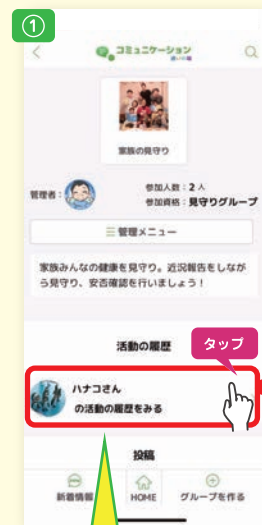 ①
コミュニケーション
家族の見守り
管理者：
参加人数：2 人
参加資格：見守りグループ
管理メニュー
家族みんなの健康を見守り。近況報告をしなが
ら見守り、安否確認を行いましょう！
活動の履歴
タップ
ハナコさん
の活動の履歴をみる
投稿
新着情報
HOME
グループを作る